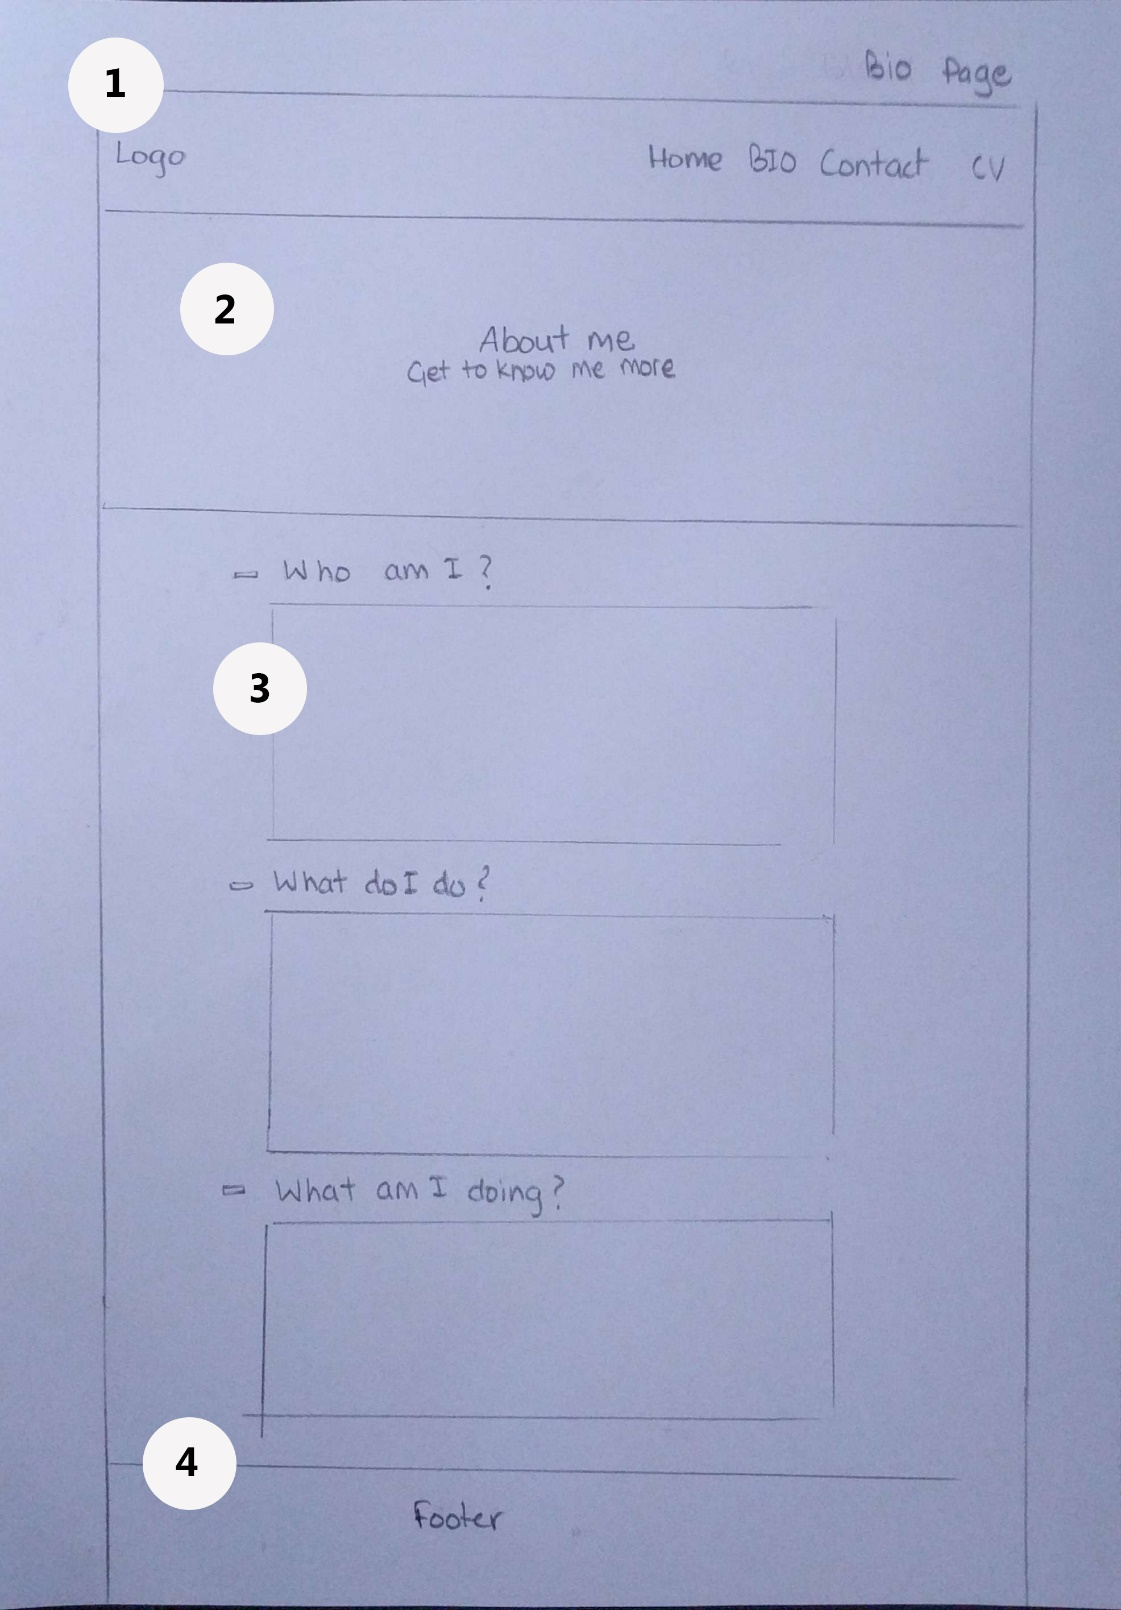 1
Bio Page
Logo Home BIO Contact CV
2
About me
Get to know me more
Who am I?
3
What do I do?
What am I doing?
4
Footer